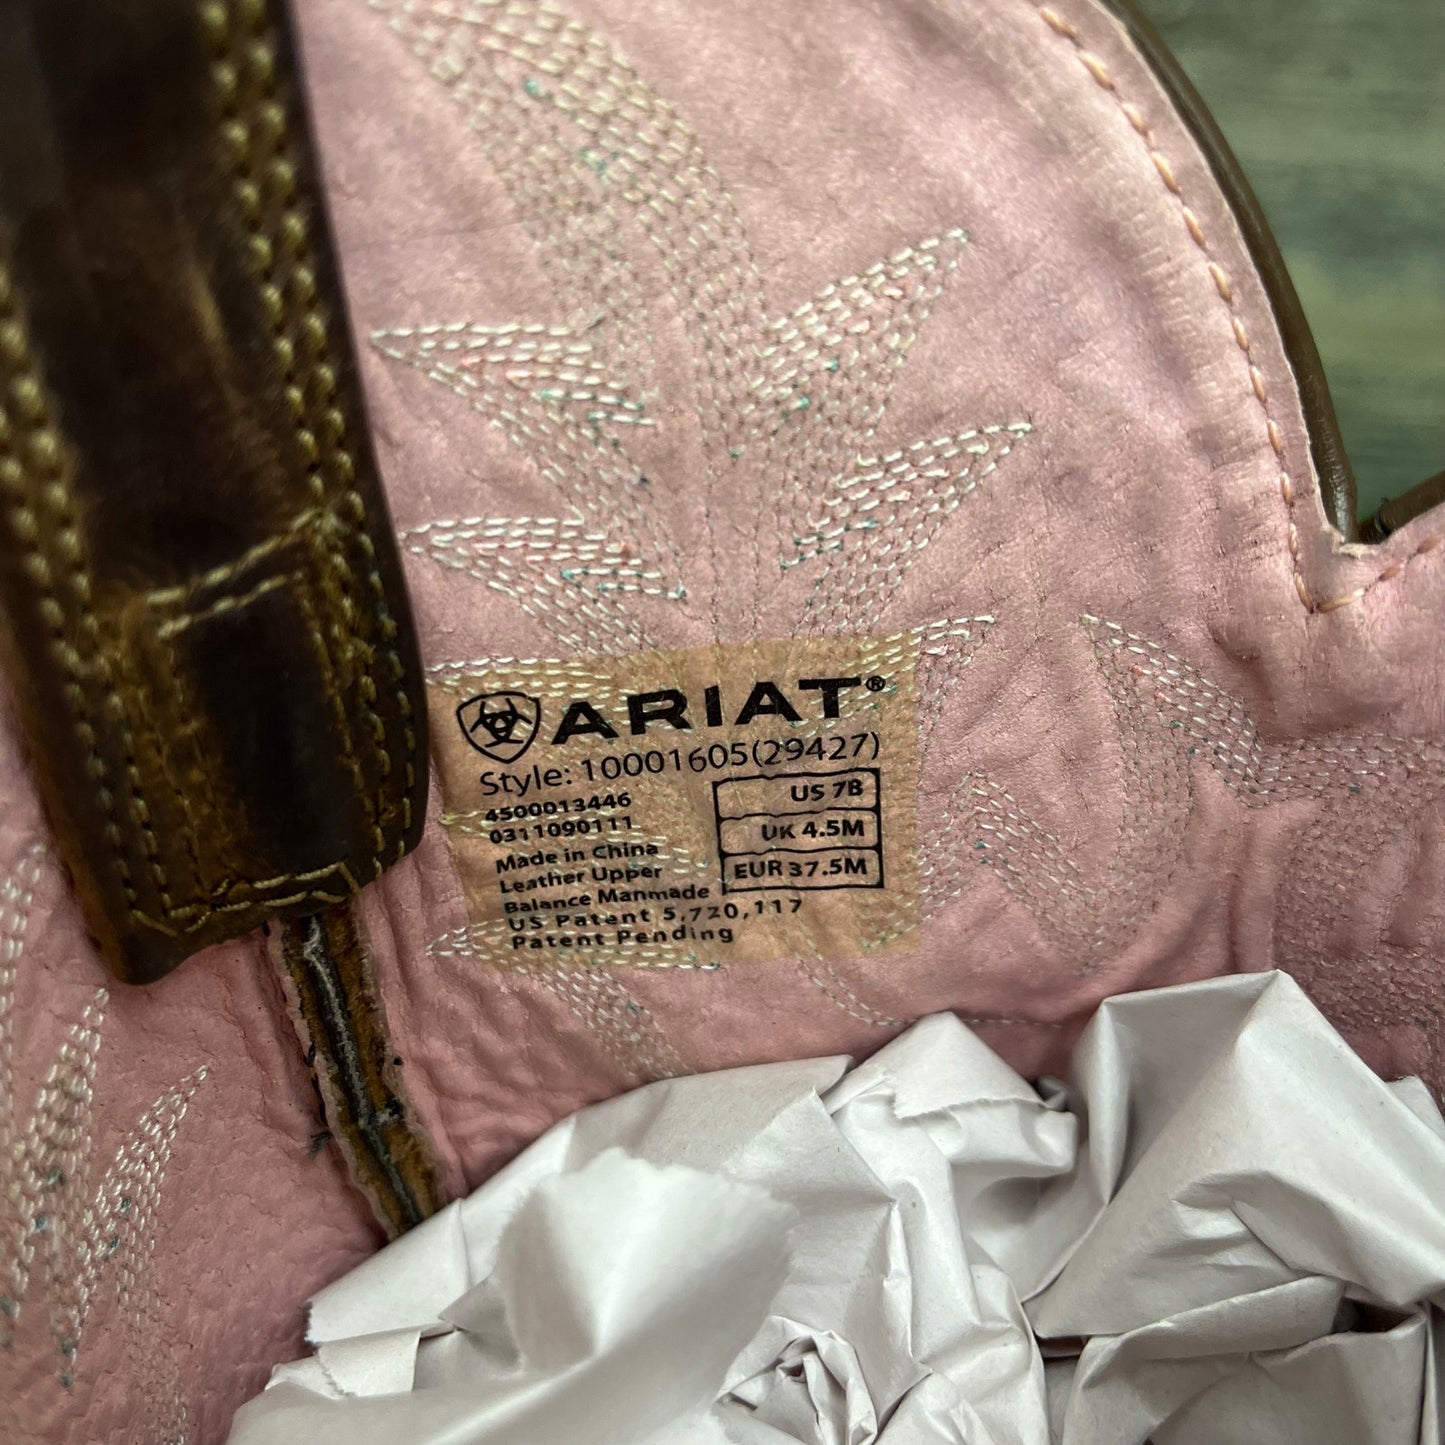 ARIAT®
Style: 10001605(29427)
4500013446
0311090111
Made in China
Leather Upper
Balance Manmade
US Patent 5,720,117
Patent Pending
US 7B
UK 4.5M
EUR 37.5M